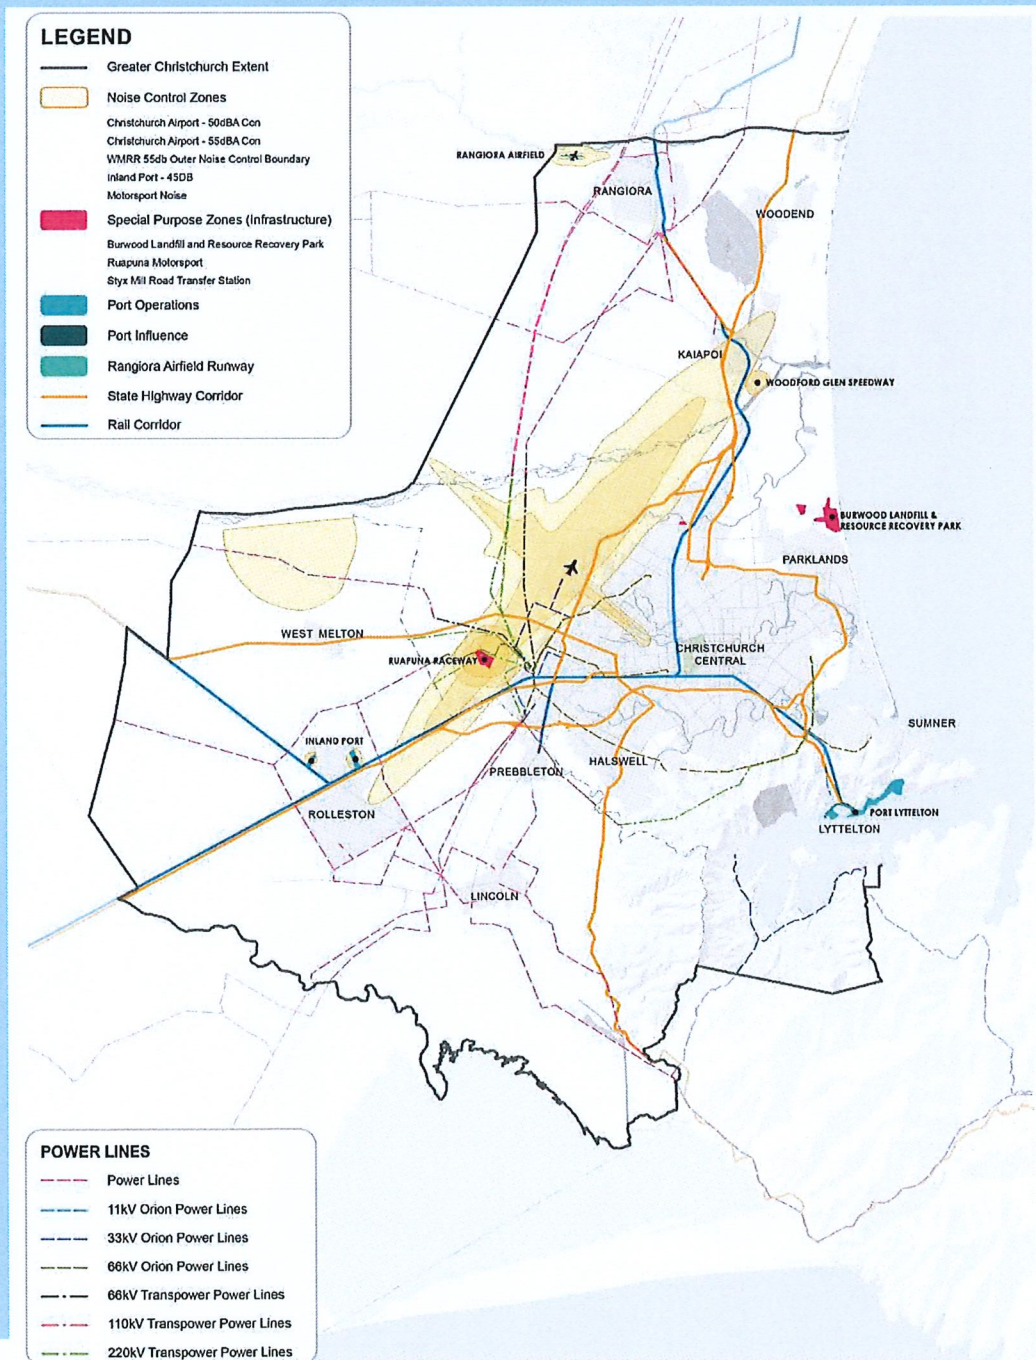 LEGEND
Greater Christchurch Extent
Noise Control Zones
Christchurch Airport - 50dBA Con
Christchurch Airport - 55dBA Con
WMRR 55db Outer Noise Control Boundary
Inland Port - 45DB
Motorsport Noise
Special Purpose Zones (Infrastructure)
Burwood Landfill and Resource Recovery Park
Ruapuna Motorsport
Styx Mill Road Transfer Station
Port Operations
Port Influence
Rangiora Airfield Runway
State Highway Corridor
Rail Corridor
RANGIORA AIRFIELD
RANGIORA
WOODEND
KAIAPOI
WOODFORD GLEN SPEEDWAY
BURWOOD LANDFILL &
RESOURCE RECOVERY PARK
PARKLANDS
WEST MELTON
RUAPUNA RACEWAY
CHRISTCHURCH
CENTRAL
SUMNER
INLAND PORT
PREBBLETON
HALSWELL
ROLLESTON
PORT LYTTELTON
LYTTELTON
LINCOLN
POWER LINES
Power Lines
11kV Orion Power Lines
33kV Orion Power Lines
66kV Orion Power Lines
66kV Transpower Power Lines
110kV Transpower Power Lines
220kV Transpower Power Lines